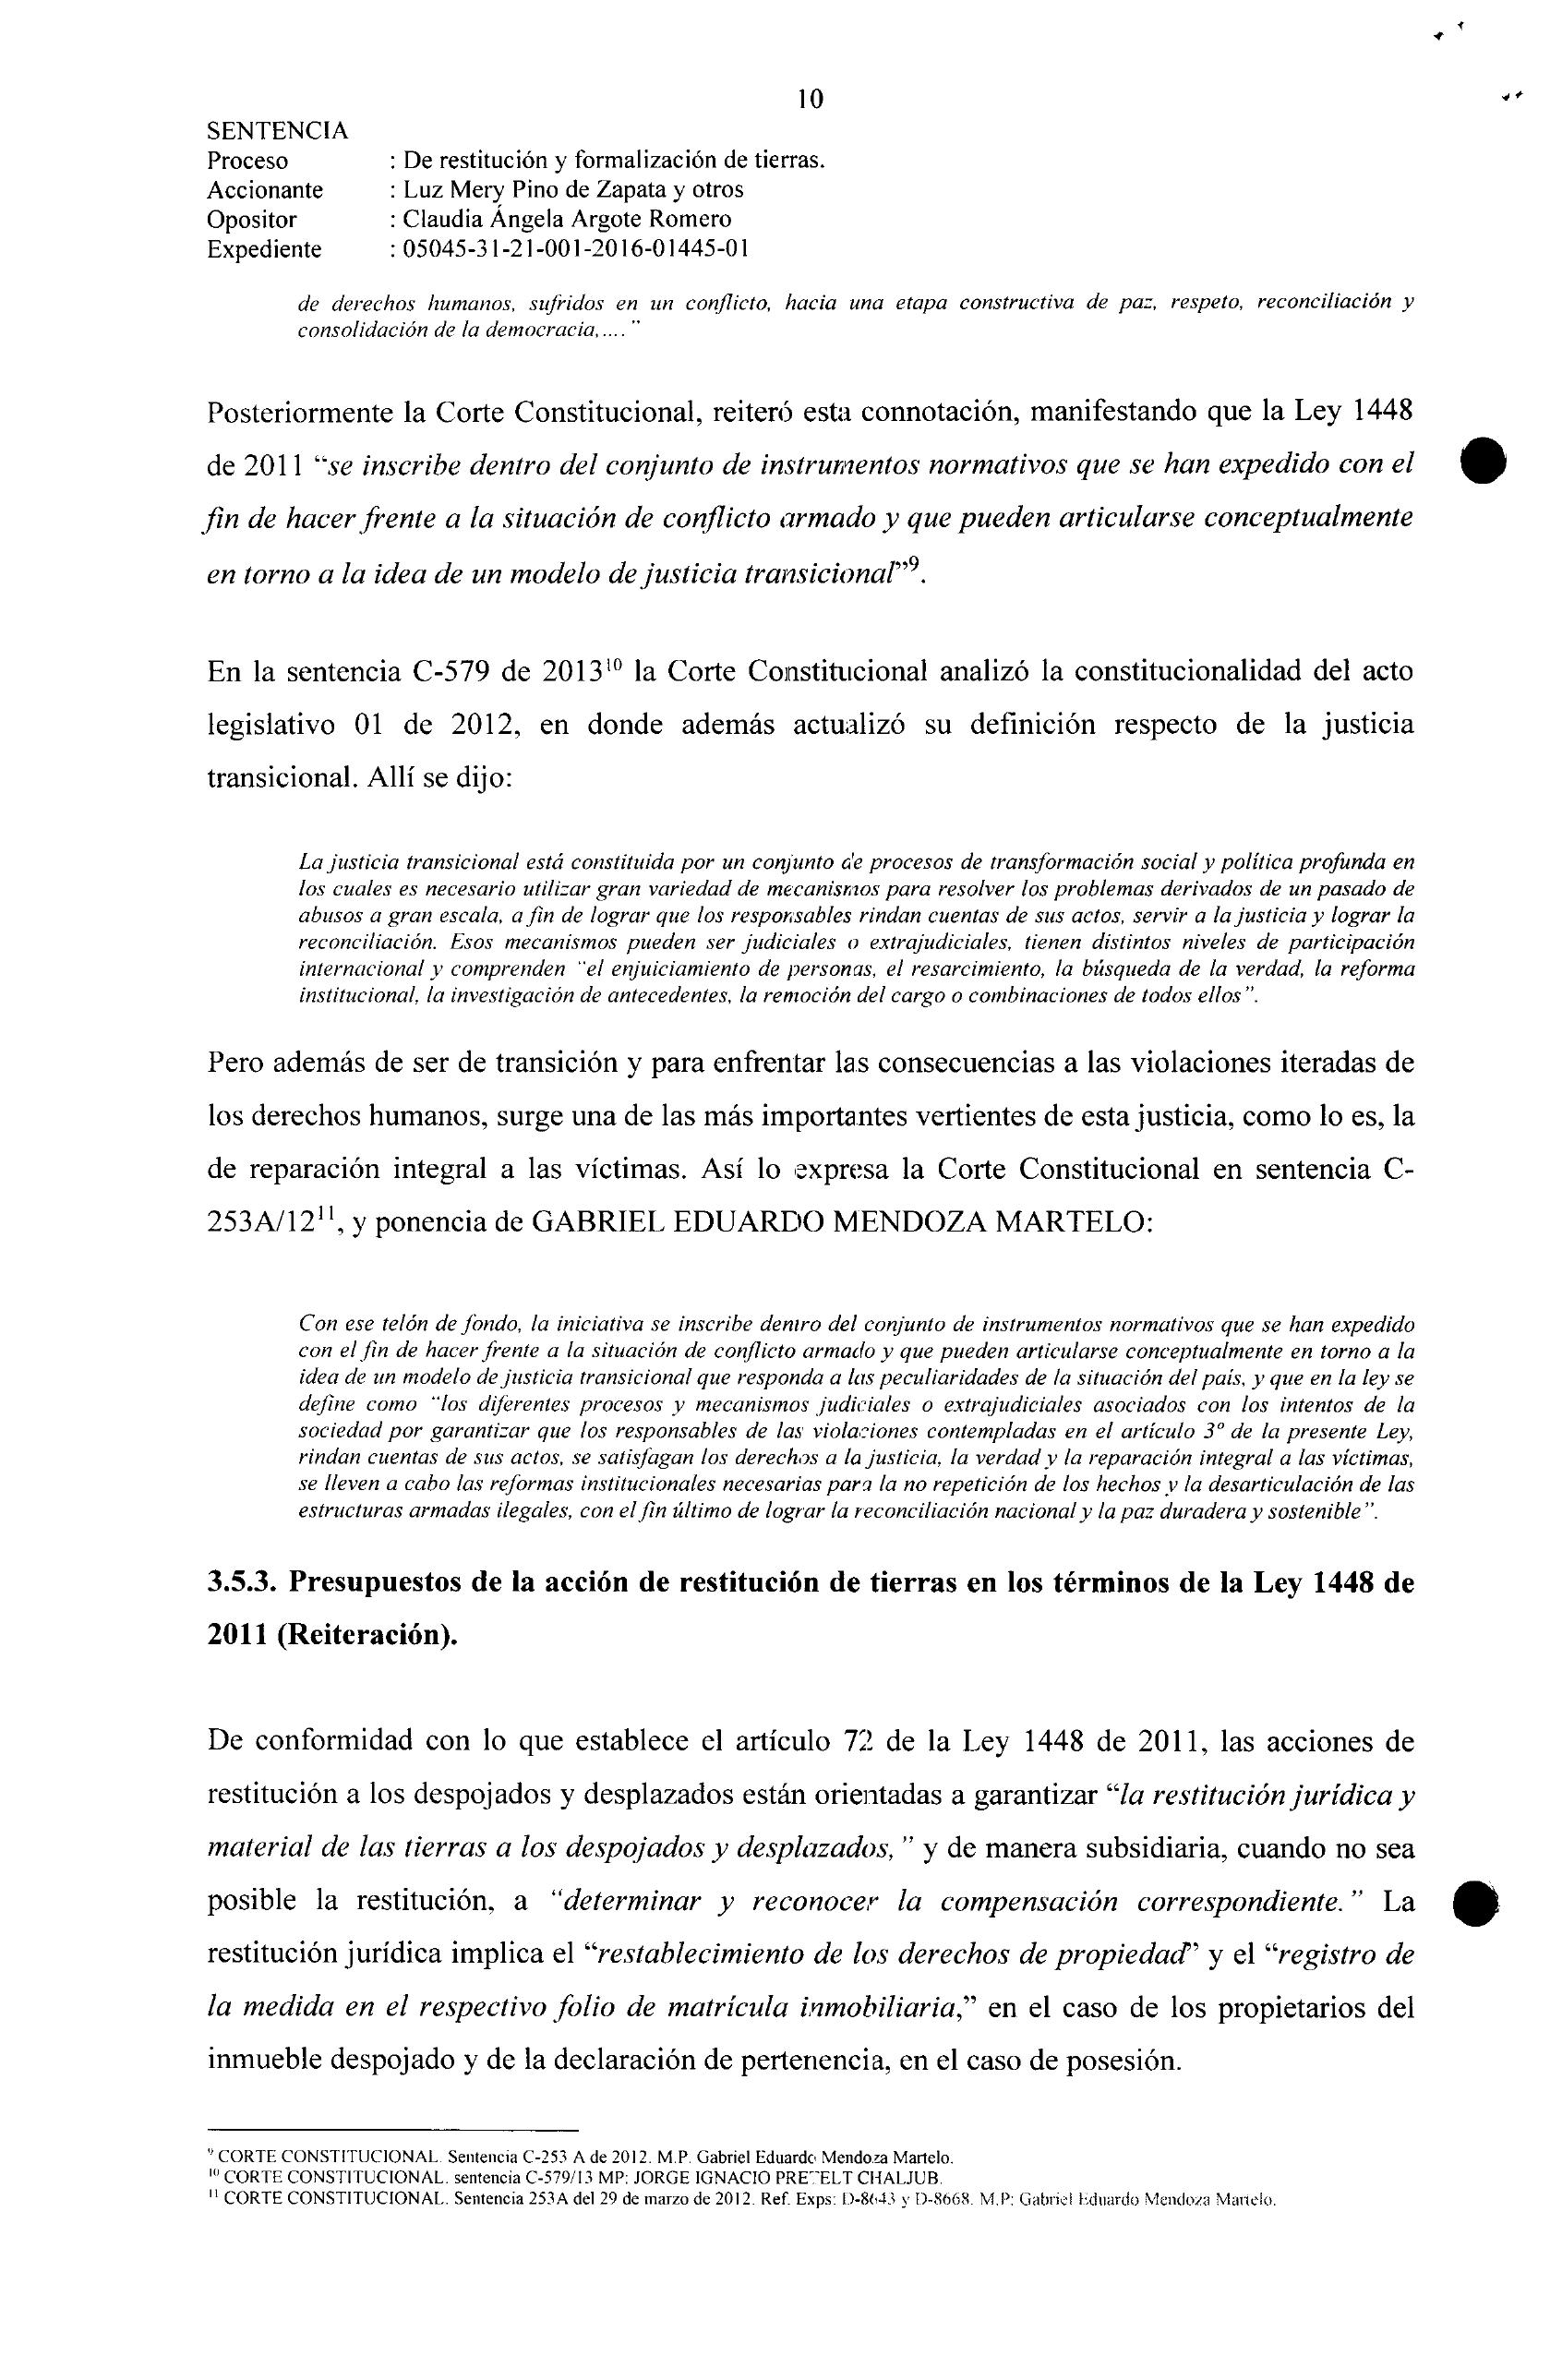 10
SENTENCIA
Proceso : De restitución y formalización de tierras.
Accionante : Luz Mery Pino de Zapata y otros
Opositor : Claudia Ángela Argote Romero
Expediente : 05045-31-21-001-2016-01445-01
de derechos humanos, sufridos en un conflicto, hacia una etapa constructiva de paz, respeto, reconciliación y
consolidación de la democracia,...."
Posteriormente la Corte Constitucional, reiteró esta connotación, manifestando que la Ley 1448
de 2011 "se inscribe dentro del conjunto de instrumentos normativos que se han expedido con el
fin de hacer frente a la situación de conflicto armado y que pueden articularse conceptualmente
en torno a la idea de un modelo de justicia transicional"⁹.
En la sentencia C-579 de 2013¹⁰ la Corte Constitucional analizó la constitucionalidad del acto
legislativo 01 de 2012, en donde además actualizó su definición respecto de la justicia
transicional. Allí se dijo:
La justicia transicional está constituida por un conjunto de procesos de transformación social y política profunda en
los cuales es necesario utilizar gran variedad de mecanismos para resolver los problemas derivados de un pasado de
abusos a gran escala, a fin de lograr que los responsables rindan cuentas de sus actos, servir a la justicia y lograr la
reconciliación. Esos mecanismos pueden ser judiciales o extrajudiciales, tienen distintos niveles de participación
internacional y comprenden "el enjuiciamiento de personas, el resarcimiento, la búsqueda de la verdad, la reforma
institucional, la investigación de antecedentes, la remoción del cargo o combinaciones de todos ellos".
Pero además de ser de transición y para enfrentar las consecuencias a las violaciones iteradas de
los derechos humanos, surge una de las más importantes vertientes de esta justicia, como lo es, la
de reparación integral a las víctimas. Así lo expresa la Corte Constitucional en sentencia C-
253A/12¹¹, y ponencia de GABRIEL EDUARDO MENDOZA MARTELO:
Con ese telón de fondo, la iniciativa se inscribe dentro del conjunto de instrumentos normativos que se han expedido
con el fin de hacer frente a la situación de conflicto armado y que pueden articularse conceptualmente en torno a la
idea de un modelo de justicia transicional que responda a las peculiaridades de la situación del país, y que en la ley se
define como "los diferentes procesos y mecanismos judiciales o extrajudiciales asociados con los intentos de la
sociedad por garantizar que los responsables de las violaciones contempladas en el artículo 3° de la presente Ley,
rindan cuentas de sus actos, se satisfagan los derechos a la justicia, la verdad y la reparación integral a las víctimas,
se lleven a cabo las reformas institucionales necesarias para la no repetición de los hechos y la desarticulación de las
estructuras armadas ilegales, con el fin último de lograr la reconciliación nacional y la paz duradera y sostenible".
3.5.3. Presupuestos de la acción de restitución de tierras en los términos de la Ley 1448 de
2011 (Reiteración).
De conformidad con lo que establece el artículo 72 de la Ley 1448 de 2011, las acciones de
restitución a los despojados y desplazados están orientadas a garantizar "la restitución jurídica y
material de las tierras a los despojados y desplazados, " y de manera subsidiaria, cuando no sea
posible la restitución, a "determinar y reconocer la compensación correspondiente." La
restitución jurídica implica el "restablecimiento de los derechos de propiedad" y el "registro de
la medida en el respectivo folio de matrícula inmobiliaria," en el caso de los propietarios del
inmueble despojado y de la declaración de pertenencia, en el caso de posesión.
⁹ CORTE CONSTITUCIONAL. Sentencia C-253 A de 2012. M.P. Gabriel Eduardo Mendoza Martelo.
¹⁰ CORTE CONSTITUCIONAL. sentencia C-579/13 MP: JORGE IGNACIO PRETELT CHALJUB.
¹¹ CORTE CONSTITUCIONAL. Sentencia 253A del 29 de marzo de 2012. Ref. Exps: D-8643 y D-8668. M.P: Gabriel Eduardo Mendoza Martelo.